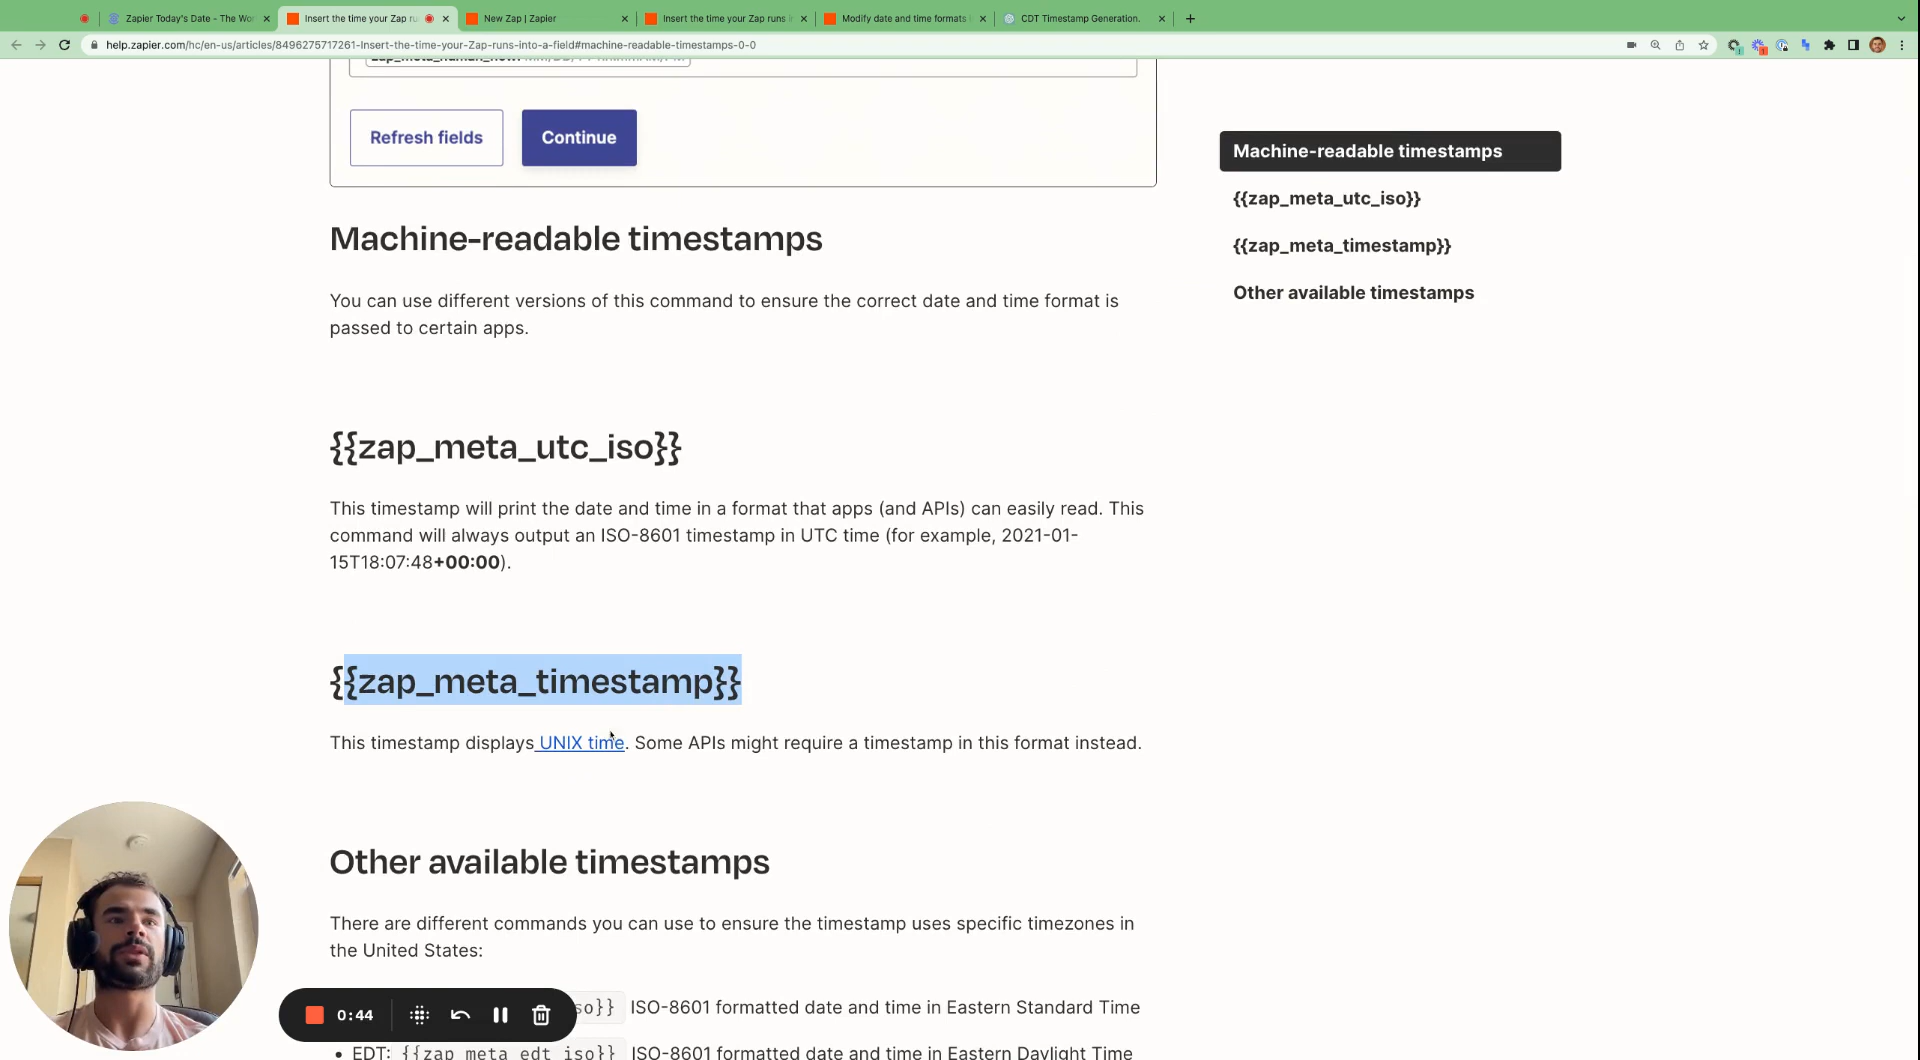 Zapier Today's Date - The Wo
Insert the time your Zap ru
New Zap | Zapier
Insert the time your Zap runs i
Modify date and time formats
CDT Timestamp Generation.
help.zapier.com/hc/en-us/articles/8496275717261-Insert-the-time-your-Zap-runs-into-a-field#machine-readable-timestamps-0-0
Refresh fields
Continue
Machine-readable timestamps
You can use different versions of this command to ensure the correct date and time format is
passed to certain apps.
{{zap_meta_utc_iso}}
This timestamp will print the date and time in a format that apps (and APIs) can easily read. This
command will always output an ISO-8601 timestamp in UTC time (for example, 2021-01-
15T18:07:48+00:00).
{{zap_meta_timestamp}}
This timestamp displays UNIX time. Some APIs might require a timestamp in this format instead.
Other available timestamps
There are different commands you can use to ensure the timestamp uses specific timezones in
the United States:
so}} ISO-8601 formatted date and time in Eastern Standard Time
• EDT: {{zap_meta_edt_iso}} ISO-8601 formatted date and time in Eastern Daylight Time
Machine-readable timestamps
{{zap_meta_utc_iso}}
{{zap_meta_timestamp}}
Other available timestamps
0:44